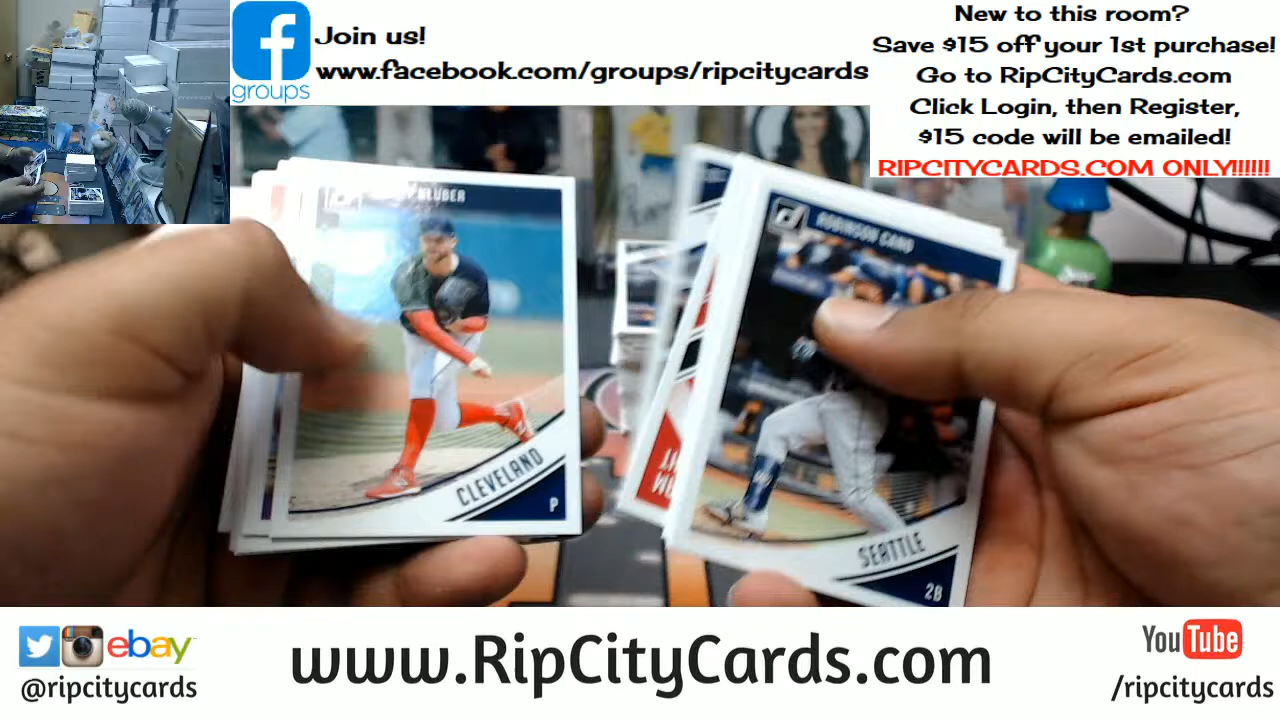 groups
Join us!
www.facebook.com/groups/ripcitycards
New to this room?
Save $15 off your 1st purchase!
Go to RipCityCards.com
Click Login, then Register,
$15 code will be emailed!
RIPCITYCARDS.COM ONLY!!!!!!
KLUBER
CLEVELAND
P
ROBINSON CANO
SEATTLE
2B
ebay
@ripcitycards
www.RipCityCards.com
YouTube
/ripcitycards